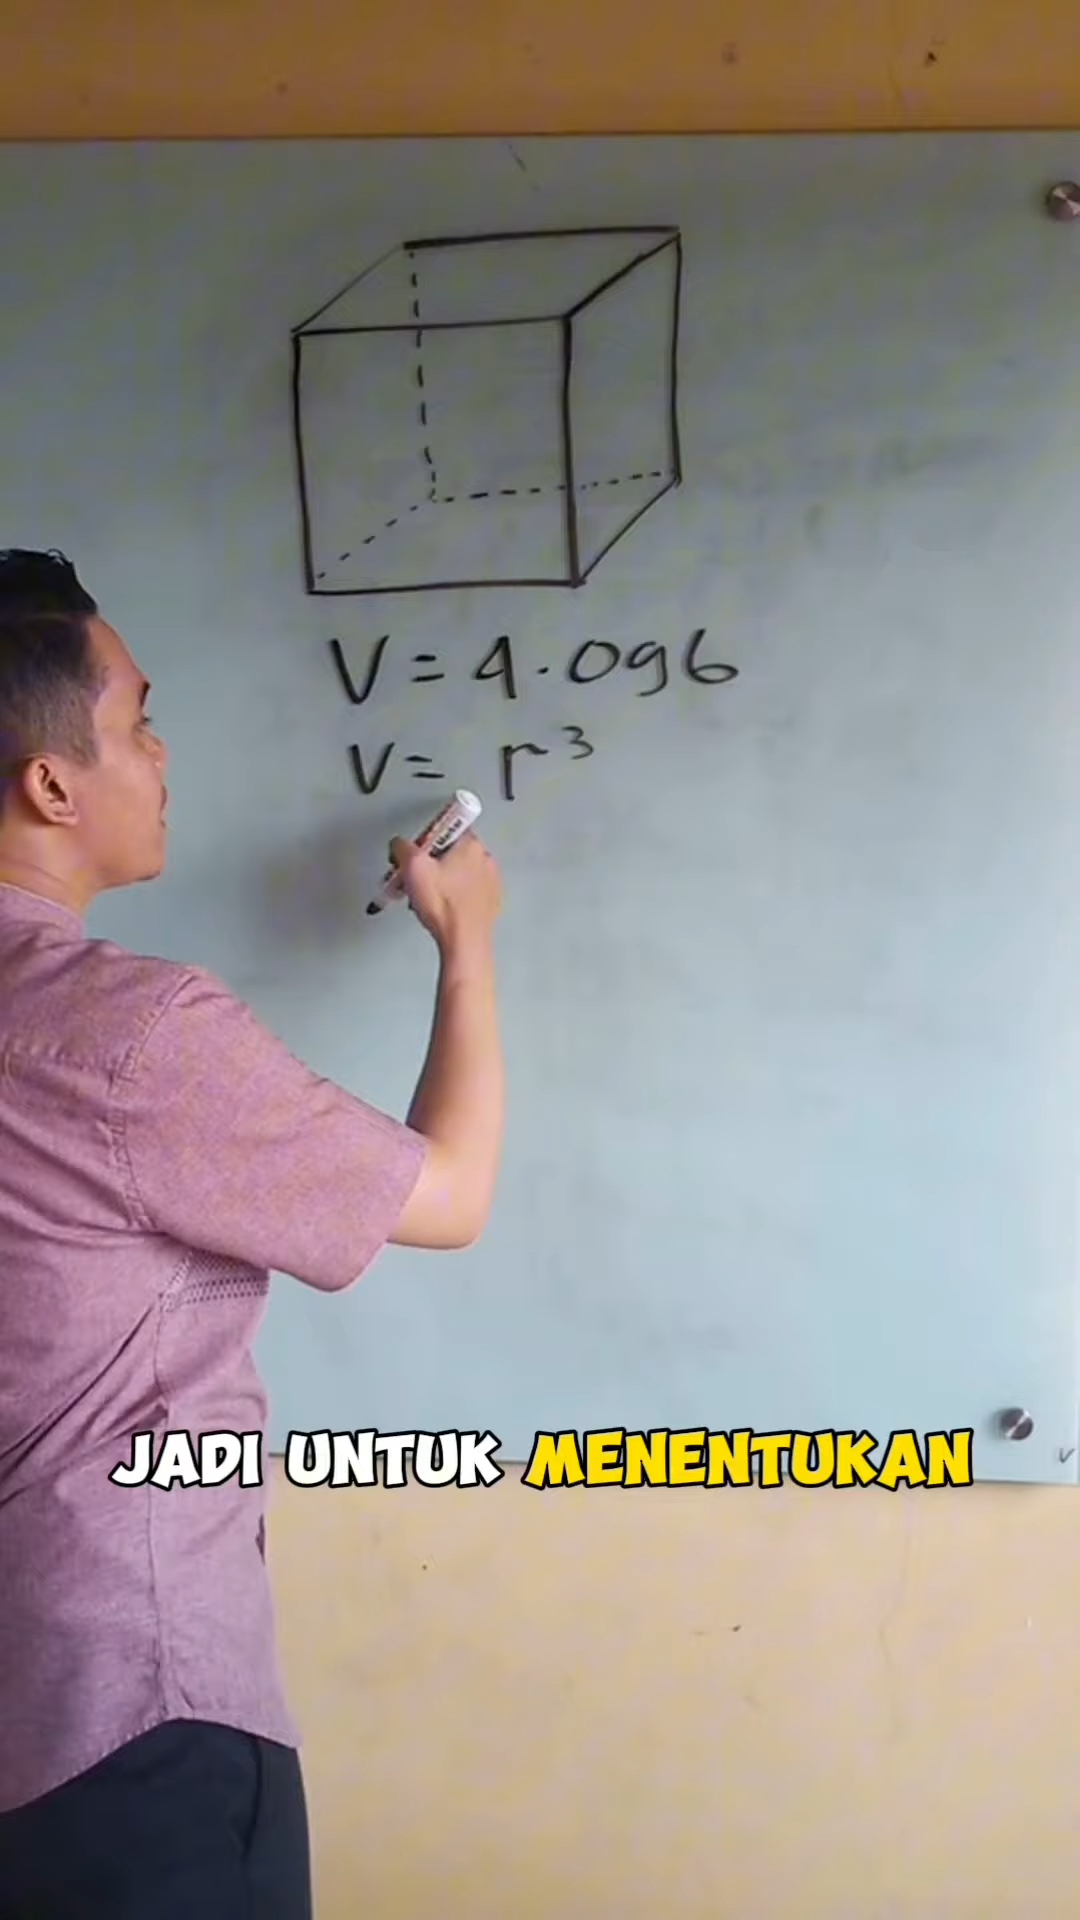 V = 4.096
V = r³
JADI UNTUK MENENTUKAN